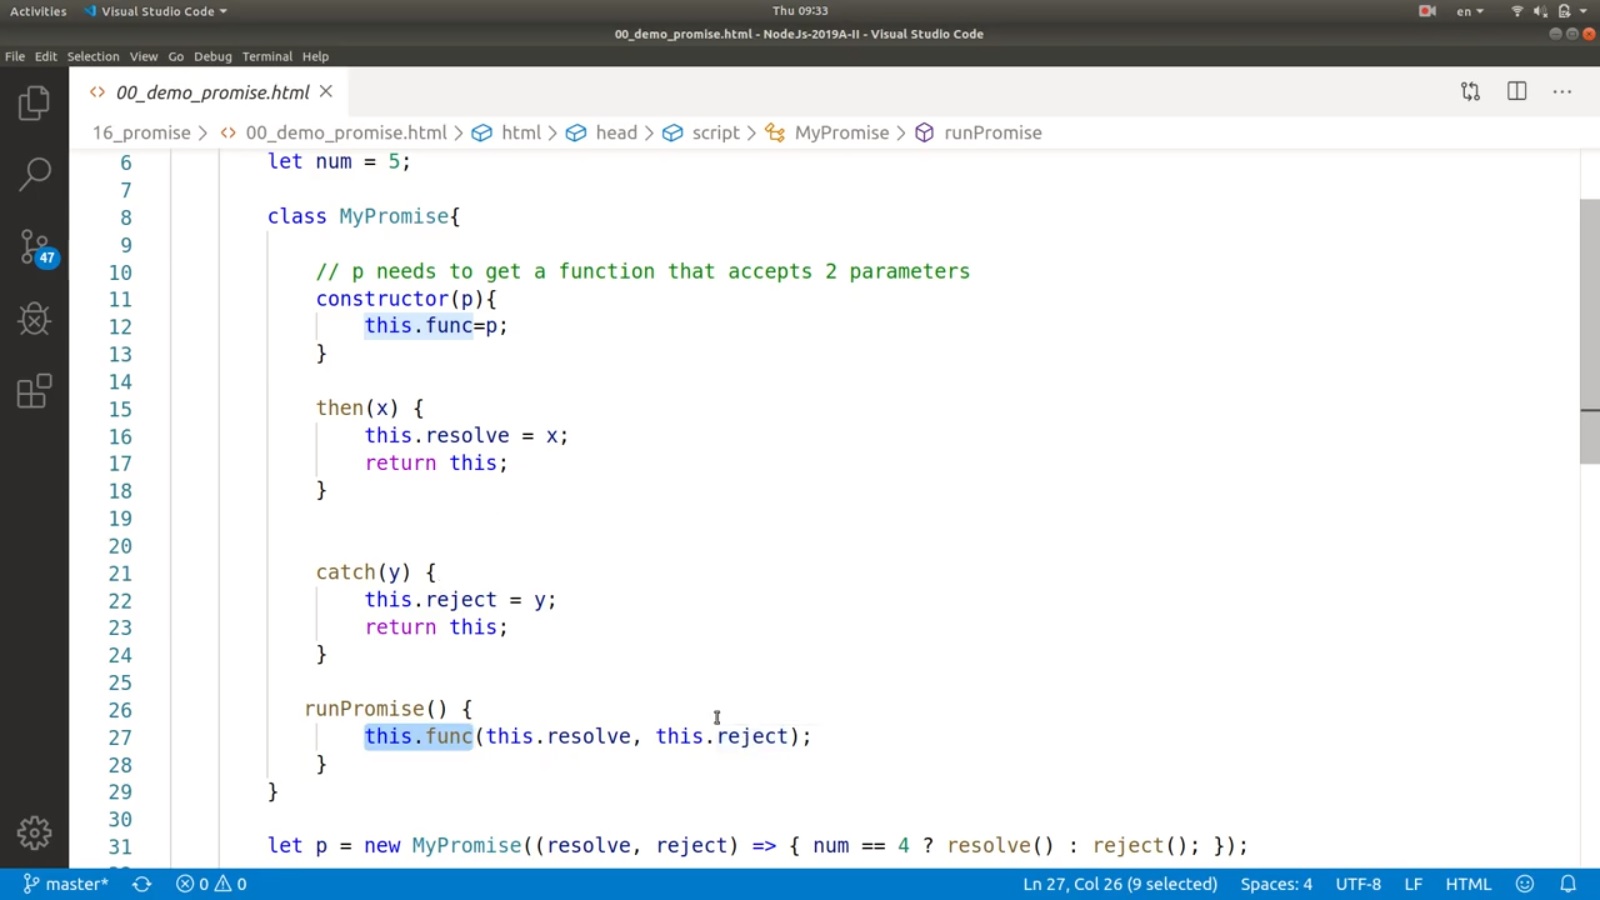 Activities Visual Studio Code Thu 09:33 en
00_demo_promise.html - NodeJs-2019A-II - Visual Studio Code
File Edit Selection View Go Debug Terminal Help
00_demo_promise.html
16_promise > 00_demo_promise.html > html > head > script > MyPromise > runPromise
6 let num = 5;
7
8 class MyPromise{
9
10 // p needs to get a function that accepts 2 parameters
11 constructor(p){
12 this.func=p;
13 }
14
15 then(x) {
16 this.resolve = x;
17 return this;
18 }
19
20
21 catch(y) {
22 this.reject = y;
23 return this;
24 }
25
26 runPromise() {
27 this.func(this.resolve, this.reject);
28 }
29 }
30
31 let p = new MyPromise((resolve, reject) => { num == 4 ? resolve() : reject(); });
47
master* 0 0 Ln 27, Col 26 (9 selected) Spaces: 4 UTF-8 LF HTML